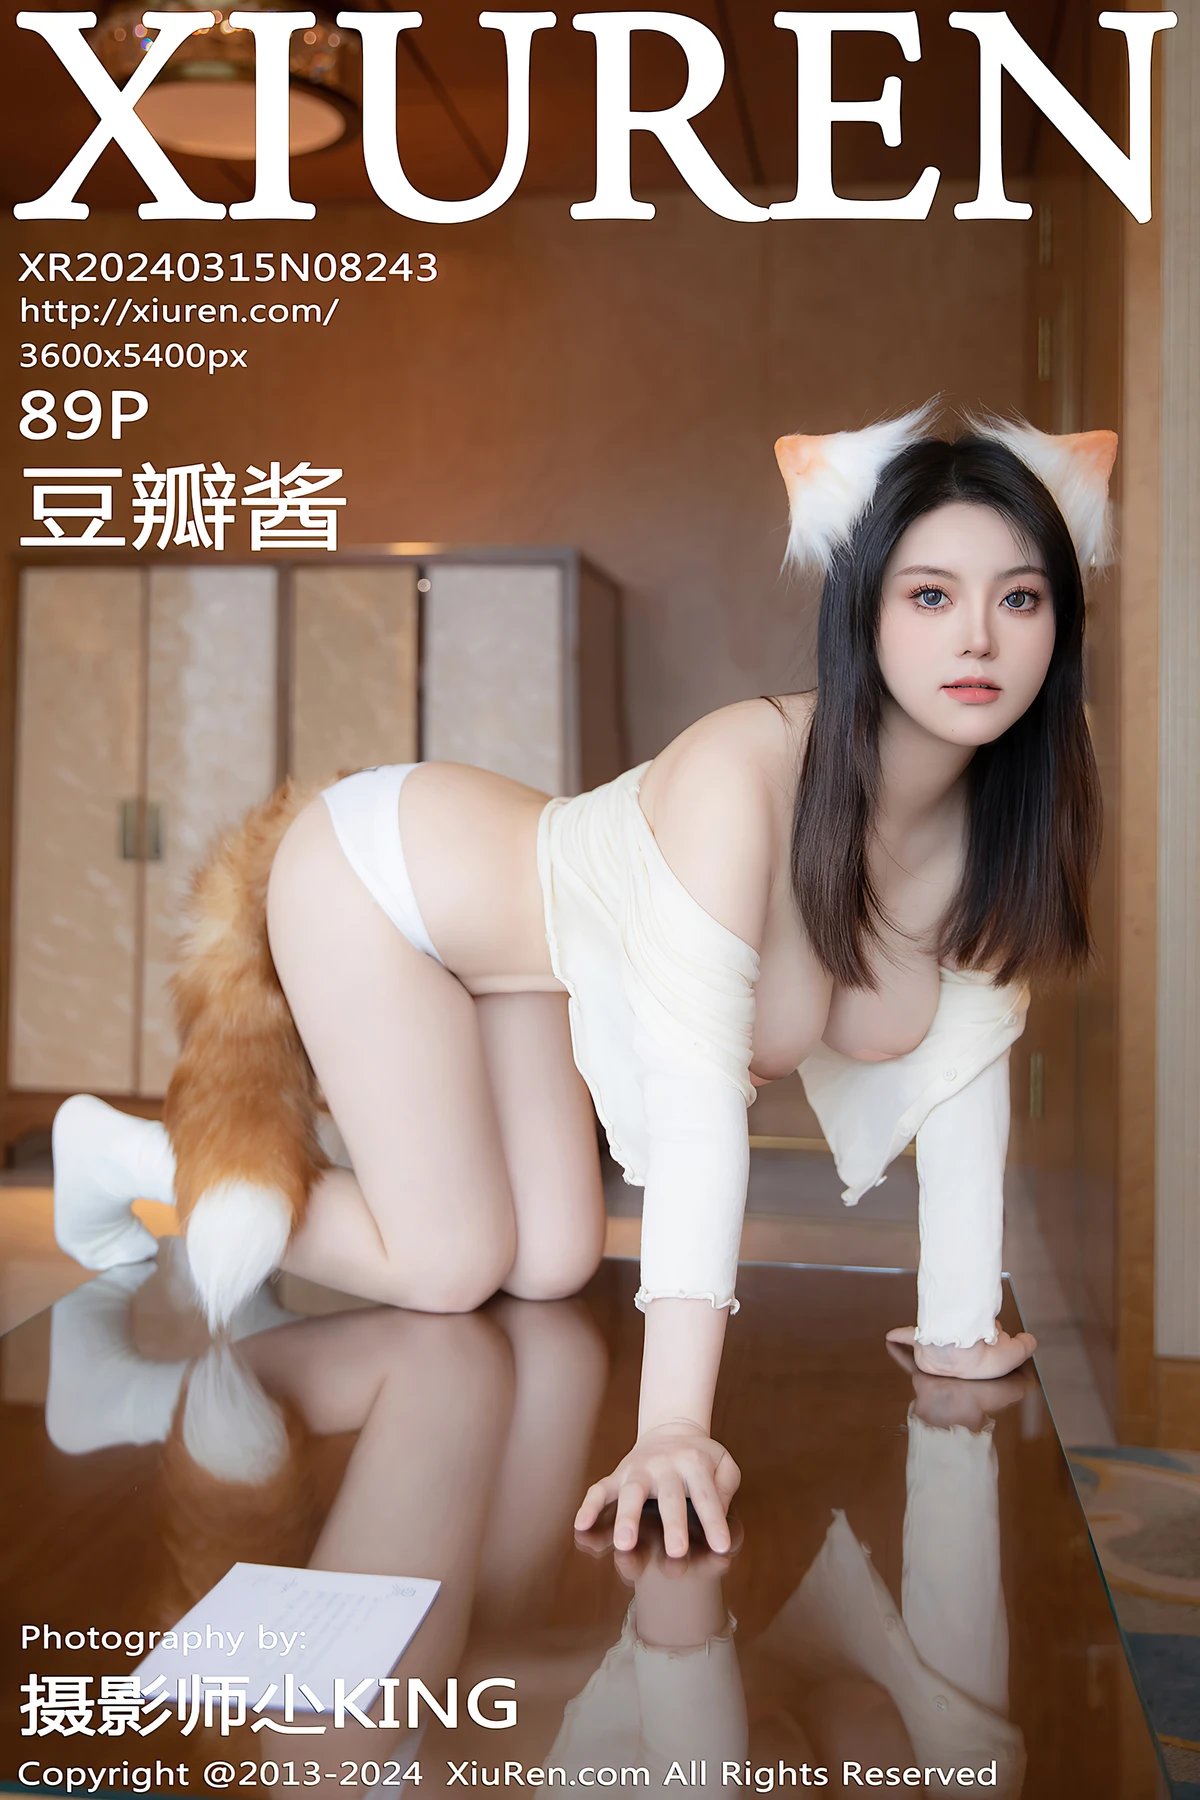 XIUREN
XR20240315N08243
http://xiuren.com/
3600x5400px
89P
豆瓣酱
Photography by:
摄影师尐KING
Copyright @2013-2024 XiuRen.com All Rights Reserved